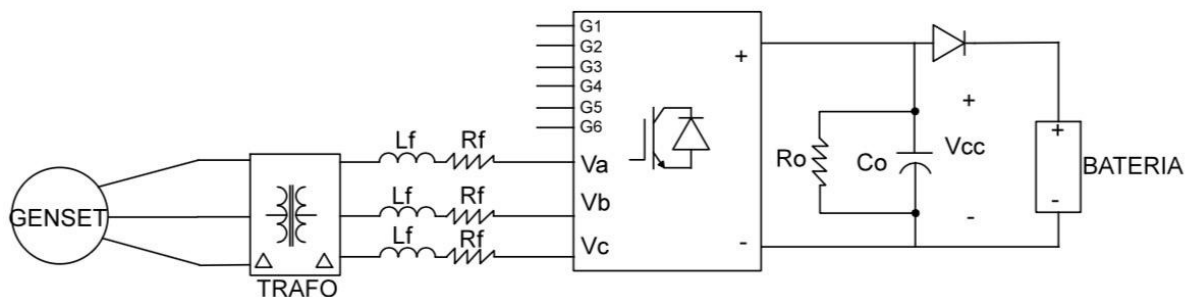 G1
G2
G3
G4
G5
G6
+
-
Lf Rf
Lf Rf
Lf Rf
Va
Vb
Vc
GENSET
TRAFO
Ro
Co
+
Vcc
-
+
-
BATERIA